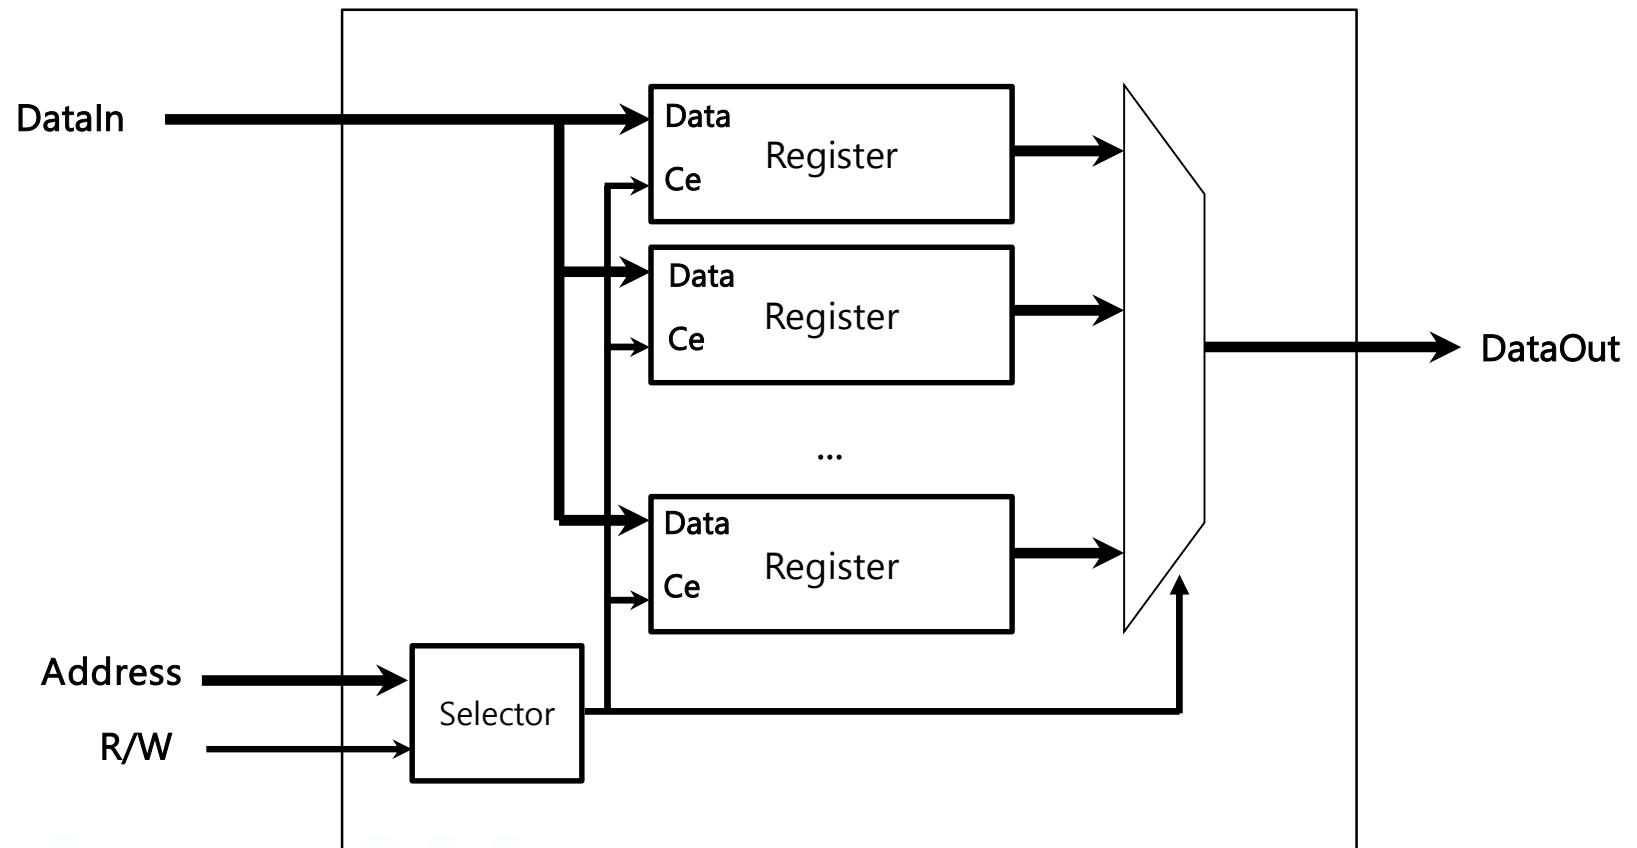 DataIn
Data
Register
Ce
Data
Register
Ce
DataOut
...
Data
Register
Ce
Address
Selector
R/W